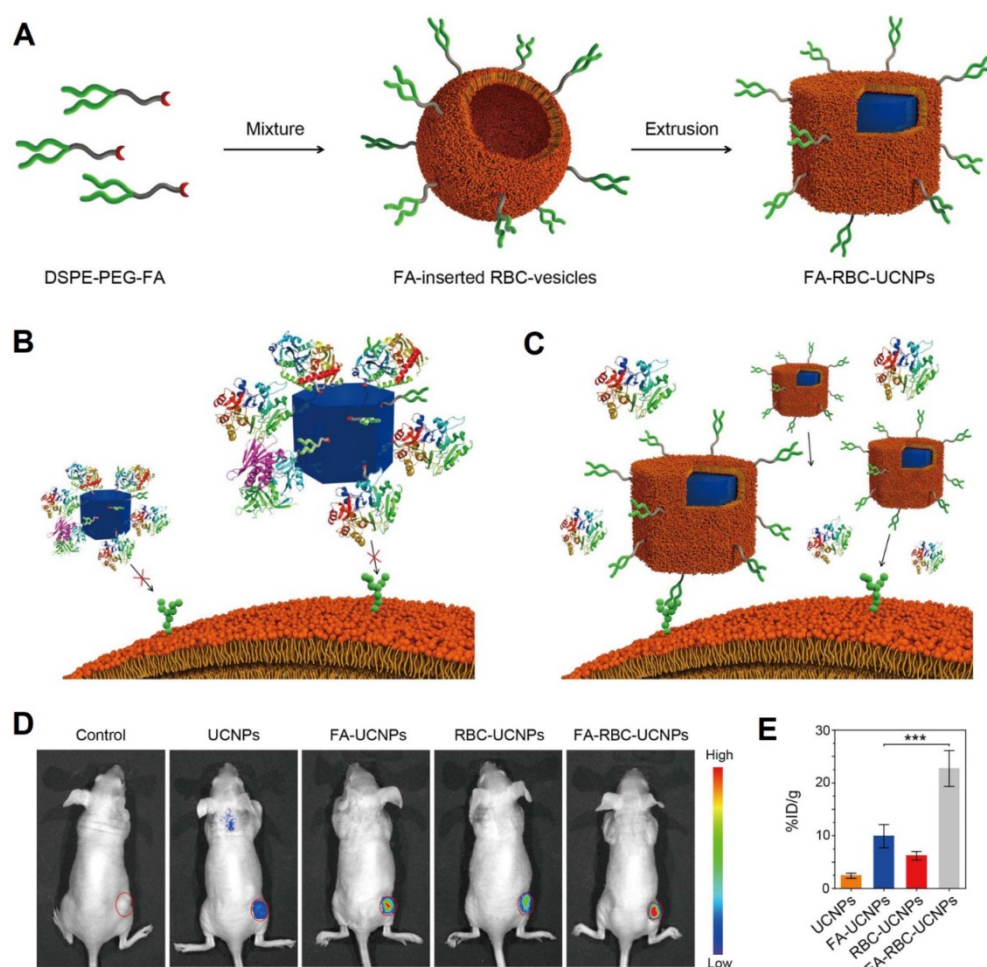 A
Mixture
Extrusion
DSPE-PEG-FA
FA-inserted RBC-vesicles
FA-RBC-UCNPs
B
C
D
Control
UCNPs
FA-UCNPs
RBC-UCNPs
FA-RBC-UCNPs
High
Low
E
%ID/g
30
20
10
0
***
UCNPs
FA-UCNPs
RBC-UCNPs
FA-RBC-UCNPs